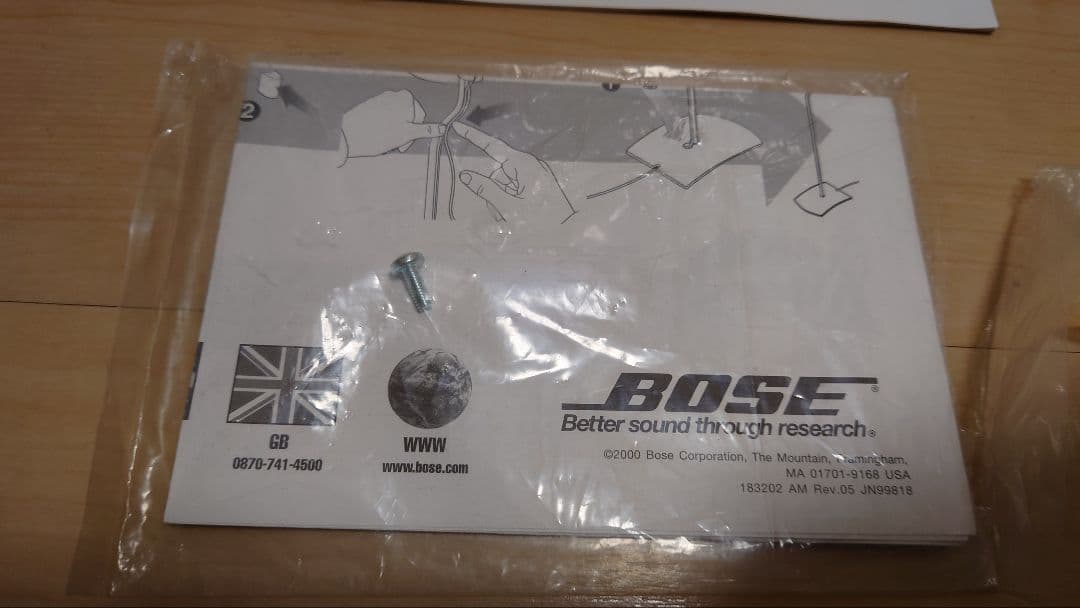 2
GB
0870-741-4500
WWW
www.bose.com
BOSE®
Better sound through research®
©2000 Bose Corporation, The Mountain, Framingham,
MA 01701-9168 USA
183202 AM Rev.05 JN99818